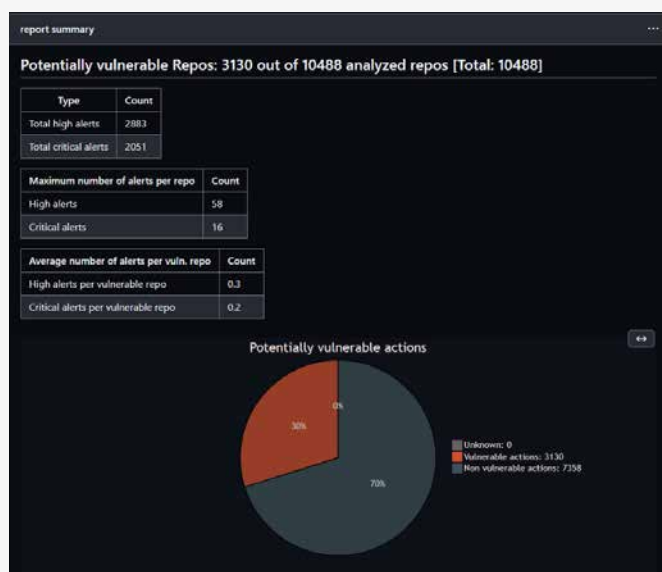 report summary
...
Potentially vulnerable Repos: 3130 out of 10488 analyzed repos [Total: 10488]
Type Count
Total high alerts 2883
Total critical alerts 2051
Maximum number of alerts per repo Count
High alerts 58
Critical alerts 16
Average number of alerts per vuln. repo Count
High alerts per vulnerable repo 0.3
Critical alerts per vulnerable repo 0.2
Potentially vulnerable actions
0%
30%
70%
Unknown: 0
Vulnerable actions: 3130
Non vulnerable actions: 7358